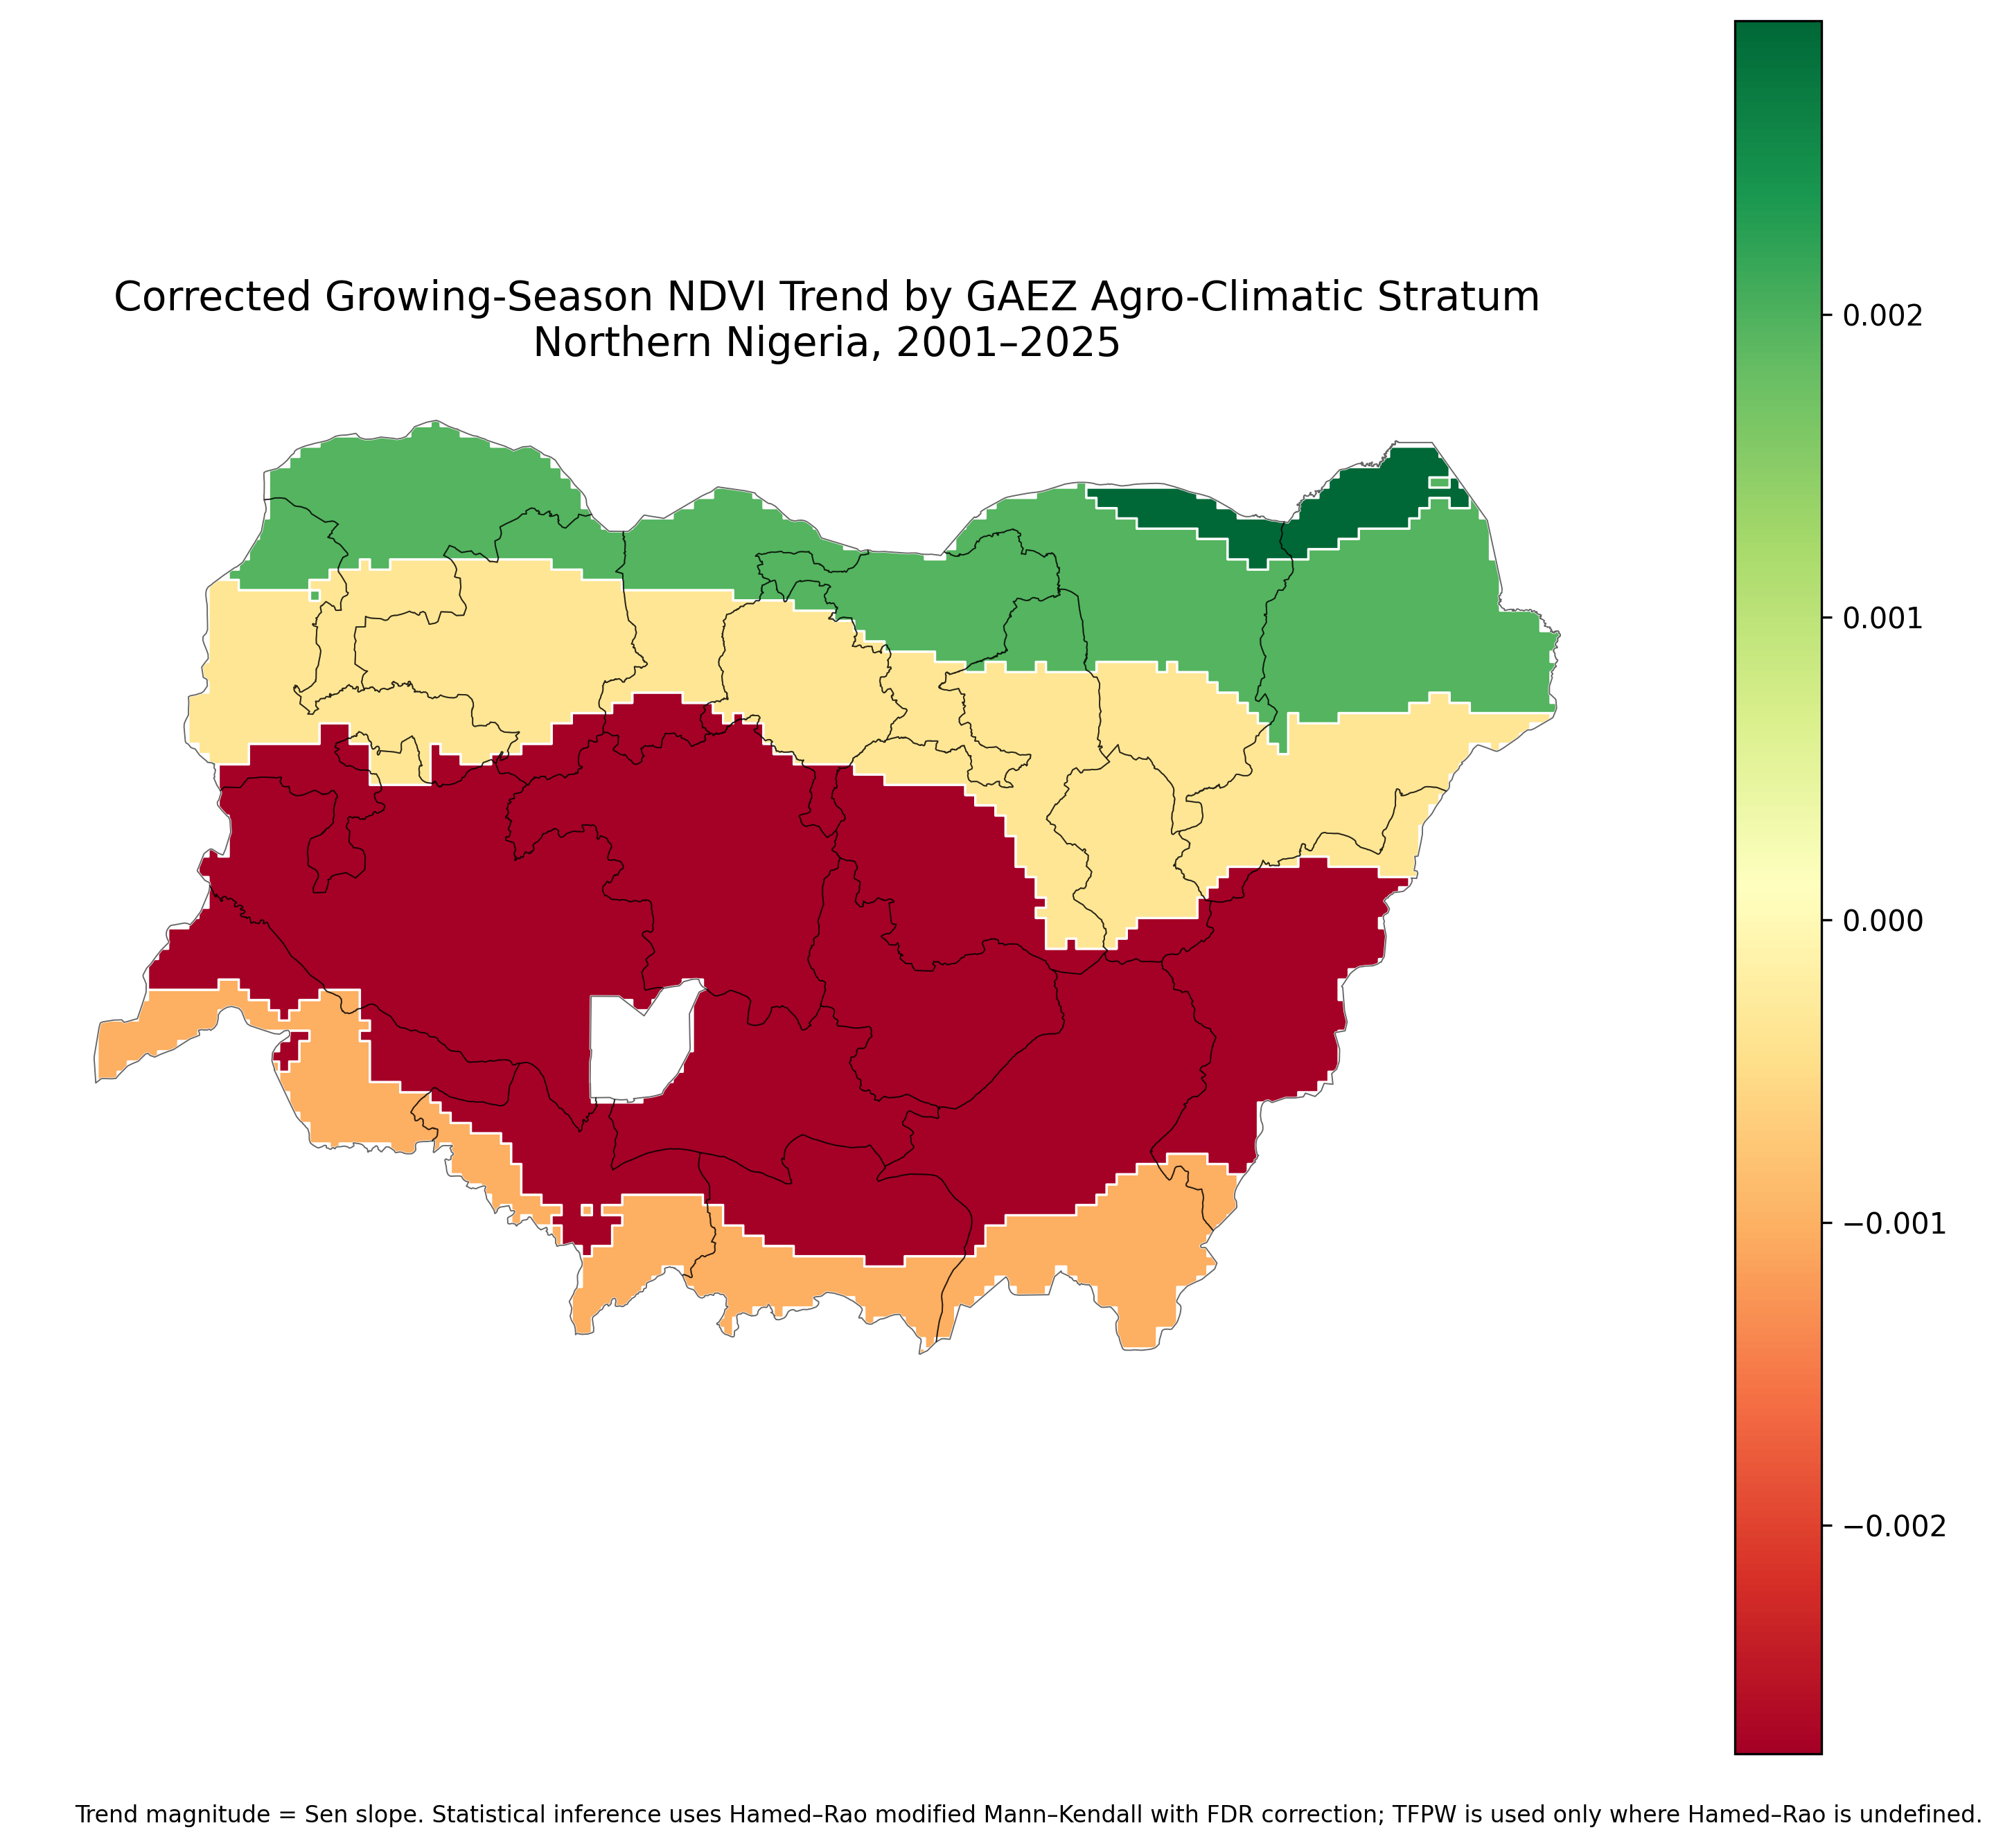 Corrected Growing-Season NDVI Trend by GAEZ Agro-Climatic Stratum
Northern Nigeria, 2001–2025
0.002
0.001
0.000
−0.001
−0.002
Trend magnitude = Sen slope. Statistical inference uses Hamed–Rao modified Mann–Kendall with FDR correction; TFPW is used only where Hamed–Rao is undefined.